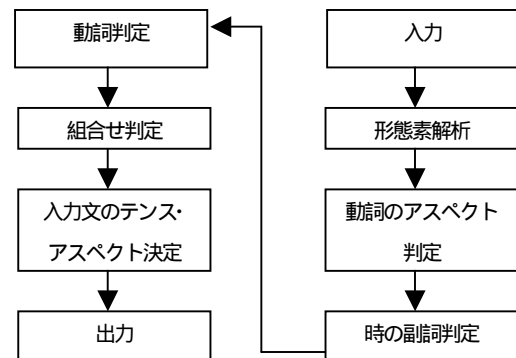 動詞判定
組合せ判定
入力文のテンス・
アスペクト決定
出力
入力
形態素解析
動詞のアスペクト
判定
時の副詞判定